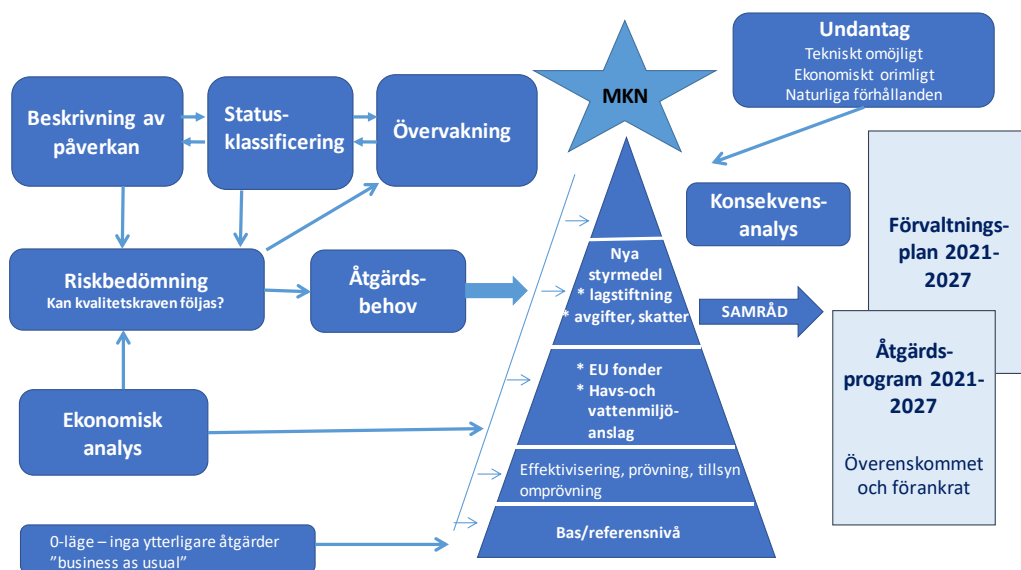 Undantag
Tekniskt omöjligt
Ekonomiskt orimligt
Naturliga förhållanden
MKN
Beskrivning av
påverkan
Status-
klassificering
Övervakning
Konsekvens-
analys
Förvaltnings-
plan 2021-
2027
Riskbedömning
Kan kvalitetskraven följas?
Åtgärds-
behov
Nya
styrmedel
* lagstiftning
* avgifter, skatter
SAMRÅD
Åtgärds-
program 2021-
2027
Överenskommet
och förankrat
* EU fonder
* Havs-och
vattenmiljö-
anslag
Ekonomisk
analys
Effektivisering, prövning, tillsyn
omprövning
Bas/referensnivå
0-läge – inga ytterligare åtgärder
”business as usual”